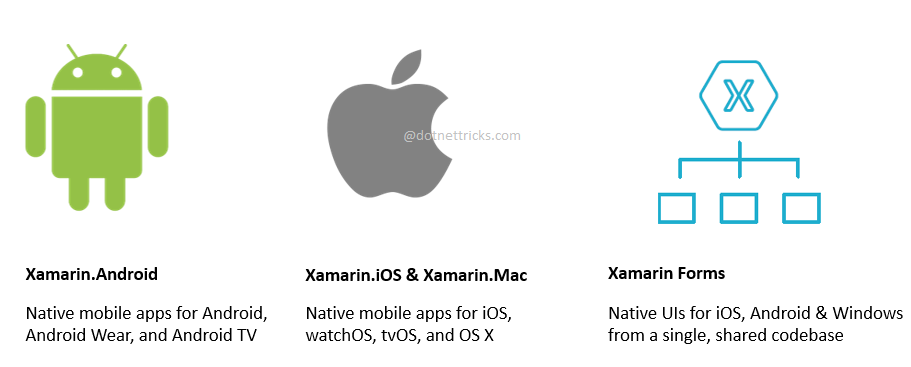 @dotnettricks.com
Xamarin.Android
Native mobile apps for Android,
Android Wear, and Android TV
Xamarin.iOS & Xamarin.Mac
Native mobile apps for iOS,
watchOS, tvOS, and OS X
Xamarin Forms
Native UIs for iOS, Android & Windows
from a single, shared codebase